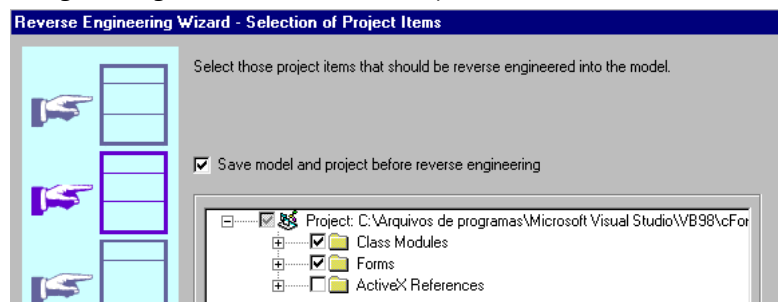 Reverse Engineering Wizard - Selection of Project Items
Select those project items that should be reverse engineered into the model.
Save model and project before reverse engineering
Project: C:\Arquivos de programas\Microsoft Visual Studio\VB98\cFor
Class Modules
Forms
ActiveX References